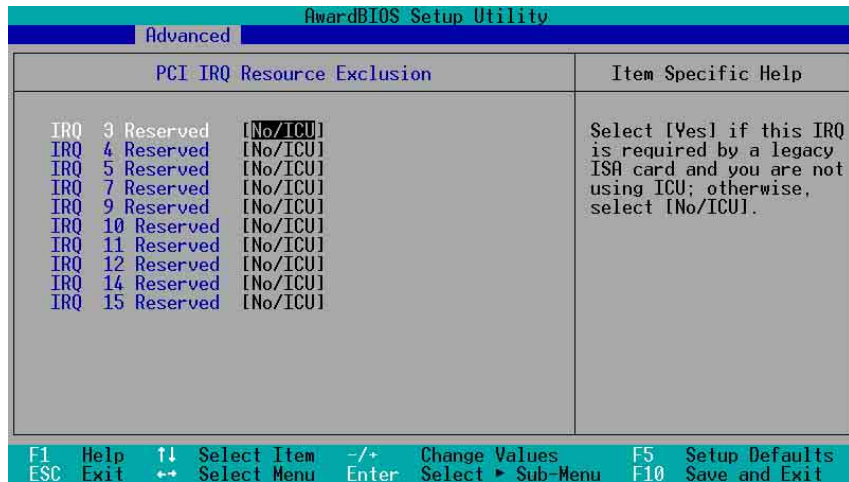 AwardBIOS Setup Utility
Advanced
PCI IRQ Resource Exclusion
IRQ 3 Reserved [No/ICU]
IRQ 4 Reserved [No/ICU]
IRQ 5 Reserved [No/ICU]
IRQ 7 Reserved [No/ICU]
IRQ 9 Reserved [No/ICU]
IRQ 10 Reserved [No/ICU]
IRQ 11 Reserved [No/ICU]
IRQ 12 Reserved [No/ICU]
IRQ 14 Reserved [No/ICU]
IRQ 15 Reserved [No/ICU]
Item Specific Help
Select [Yes] if this IRQ
is required by a legacy
ISA card and you are not
using ICU; otherwise,
select [No/ICU].
F1 Help ↑↓ Select Item -/+ Change Values F5 Setup Defaults
ESC Exit ←→ Select Menu Enter Select ► Sub-Menu F10 Save and Exit